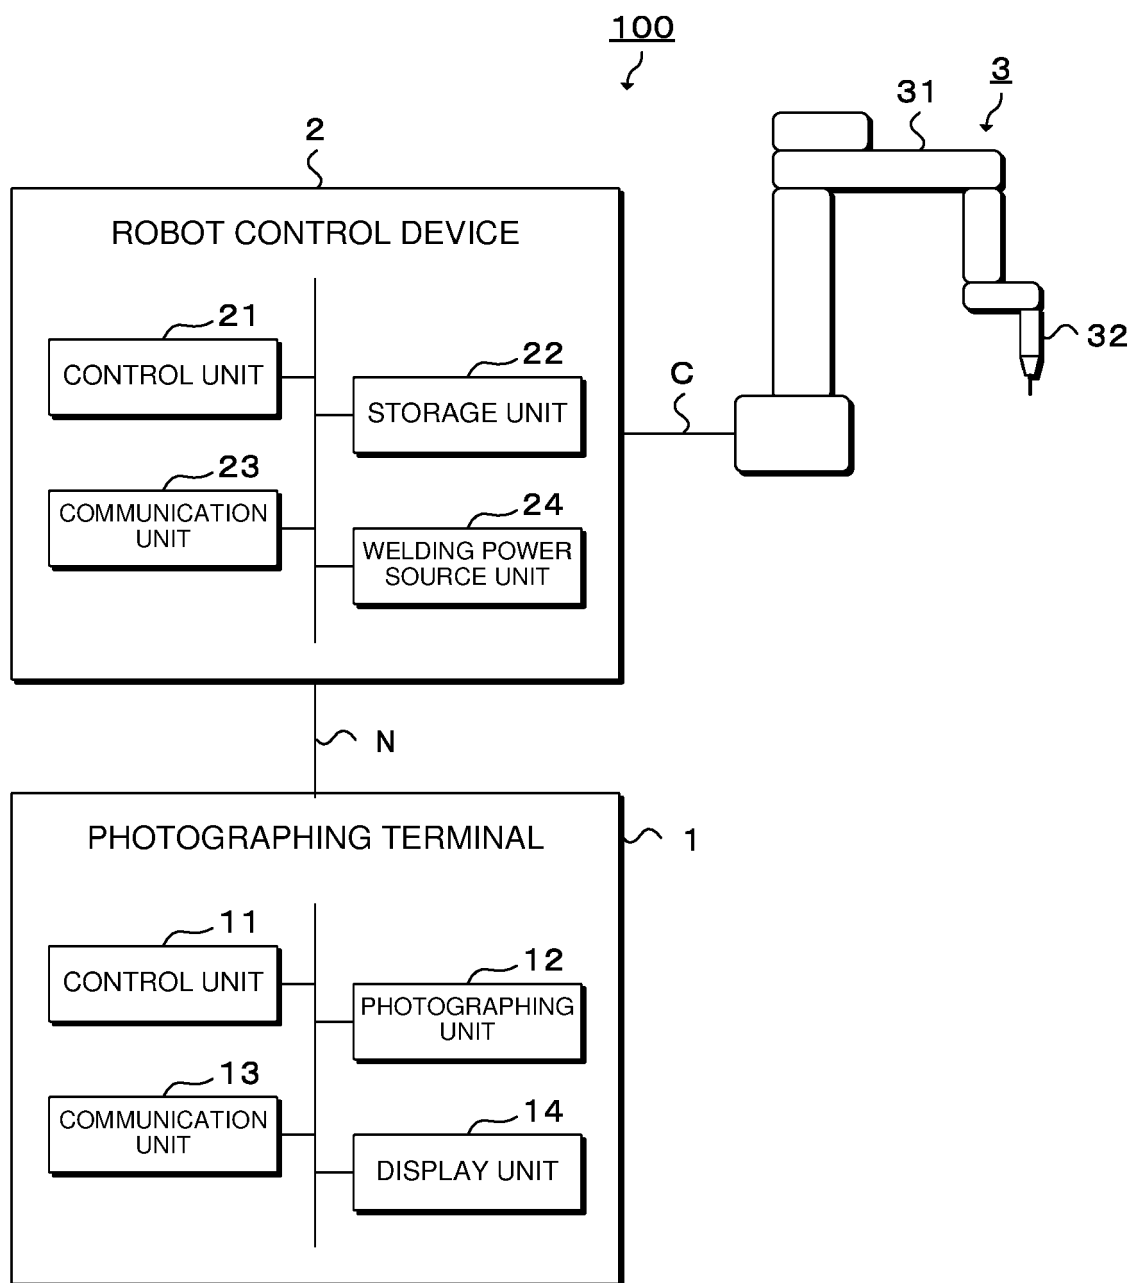 100
3
31
2
ROBOT CONTROL DEVICE
21
CONTROL UNIT
22
STORAGE UNIT
32
C
23
COMMUNICATION
UNIT
24
WELDING POWER
SOURCE UNIT
N
PHOTOGRAPHING TERMINAL
1
11
CONTROL UNIT
12
PHOTOGRAPHING
UNIT
13
COMMUNICATION
UNIT
14
DISPLAY UNIT